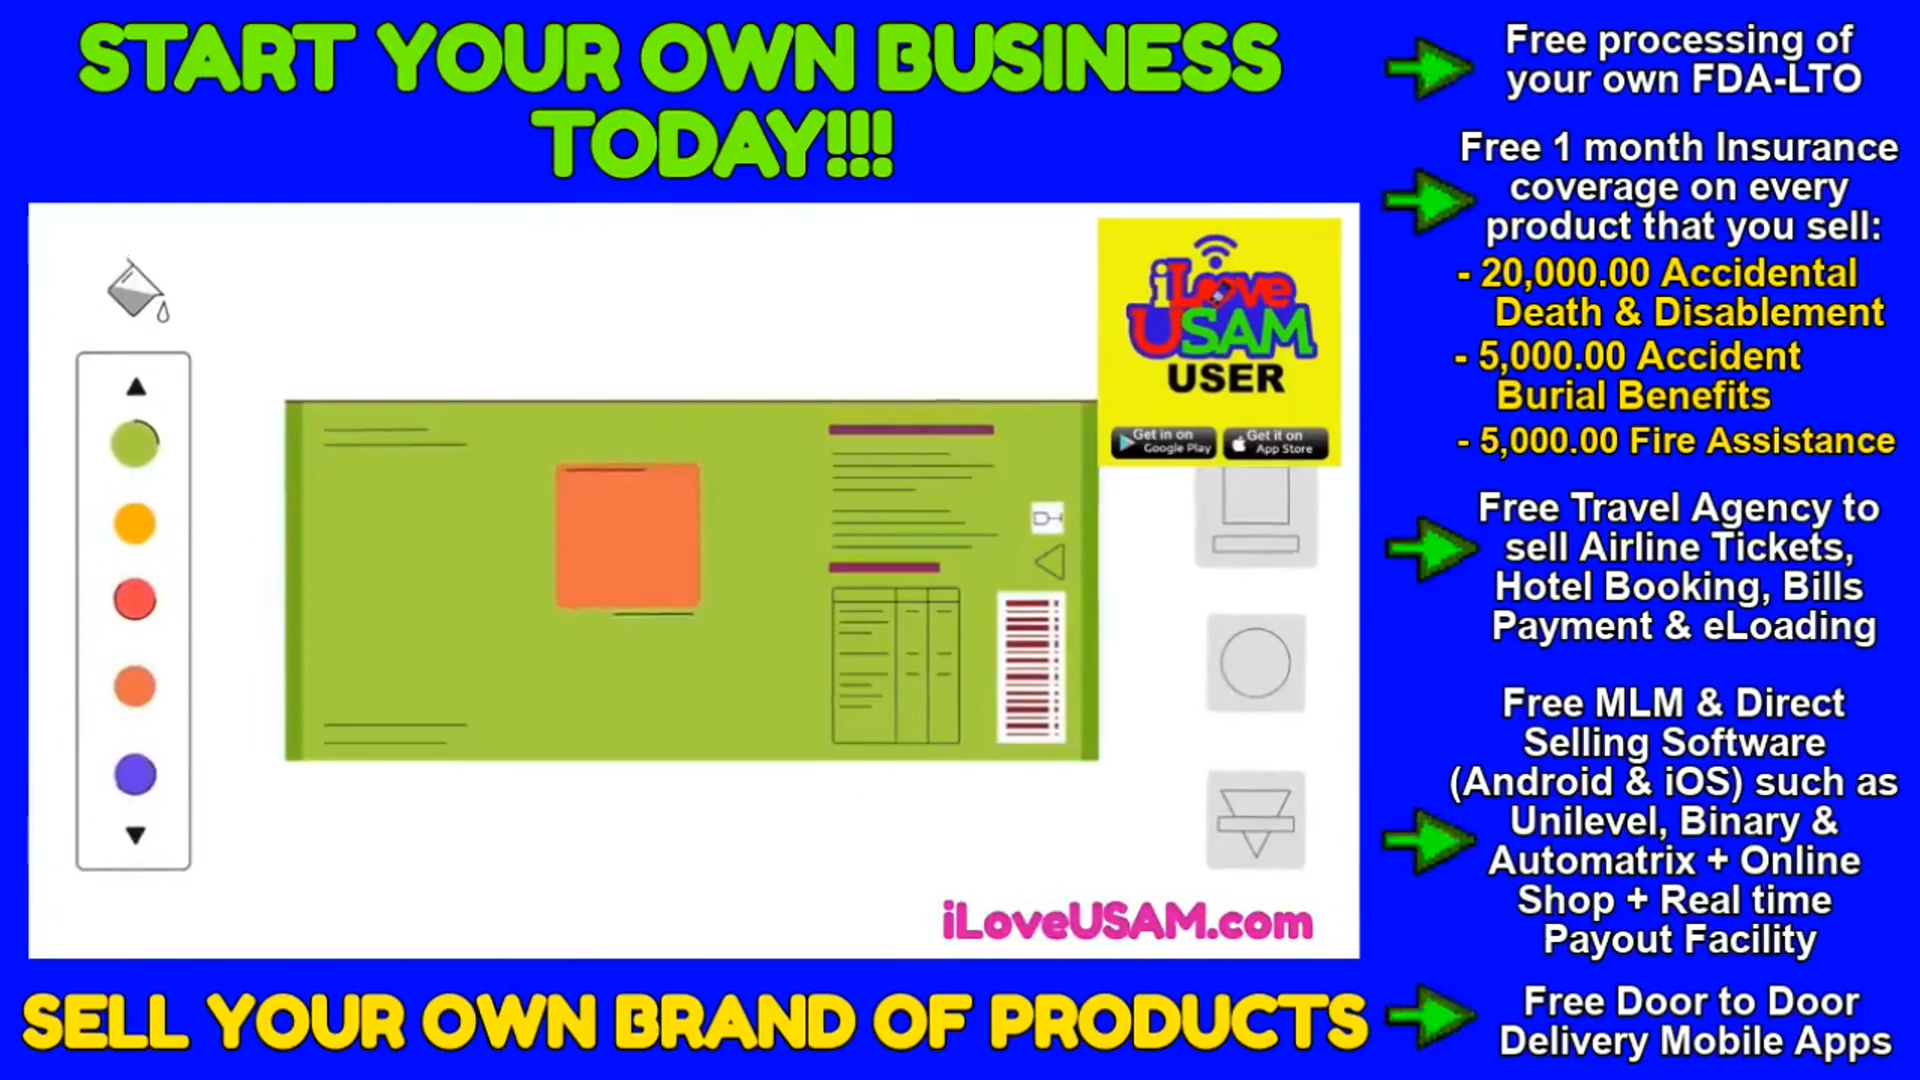 START YOUR OWN BUSINESS
TODAY!!!
iLove
USAM
USER
Get in on
Google Play
Get it on
App Store
iLoveUSAM.com
SELL YOUR OWN BRAND OF PRODUCTS
Free processing of
your own FDA-LTO
Free 1 month Insurance
coverage on every
product that you sell:
- 20,000.00 Accidental
Death & Disablement
- 5,000.00 Accident
Burial Benefits
- 5,000.00 Fire Assistance
Free Travel Agency to
sell Airline Tickets,
Hotel Booking, Bills
Payment & eLoading
Free MLM & Direct
Selling Software
(Android & iOS) such as
Unilevel, Binary &
Automatrix + Online
Shop + Real time
Payout Facility
Free Door to Door
Delivery Mobile Apps